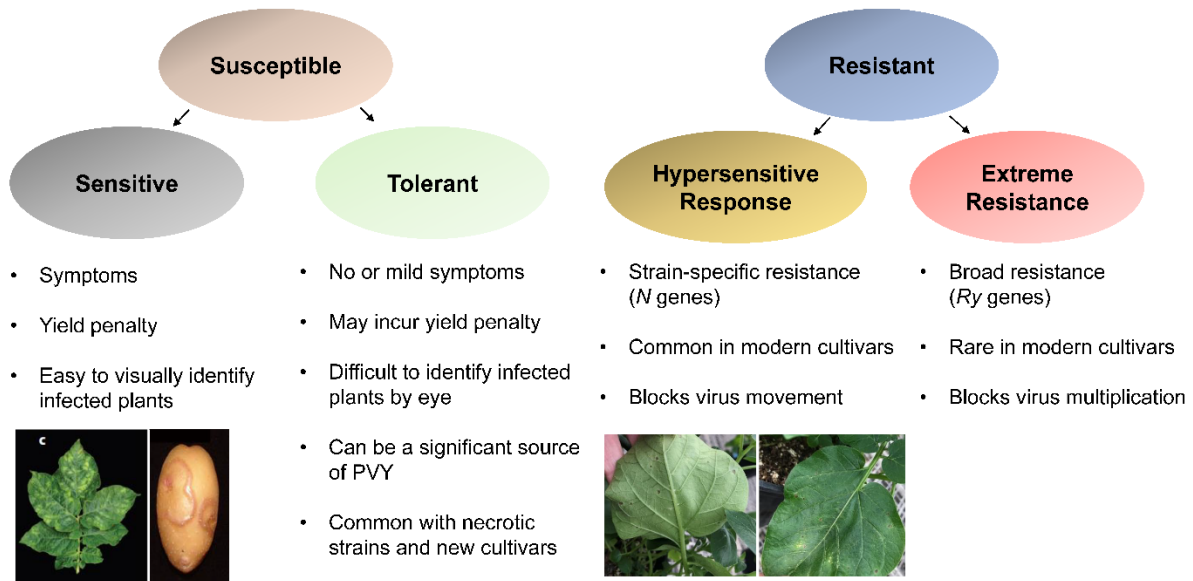 Susceptible
Resistant
Sensitive
Tolerant
Hypersensitive
Response
Extreme
Resistance
• Symptoms
• Yield penalty
• Easy to visually identify
infected plants
c
• No or mild symptoms
• May incur yield penalty
• Difficult to identify infected
plants by eye
• Can be a significant source
of PVY
• Common with necrotic
strains and new cultivars
• Strain-specific resistance
(N genes)
• Common in modern cultivars
• Blocks virus movement
• Broad resistance
(Ry genes)
• Rare in modern cultivars
• Blocks virus multiplication